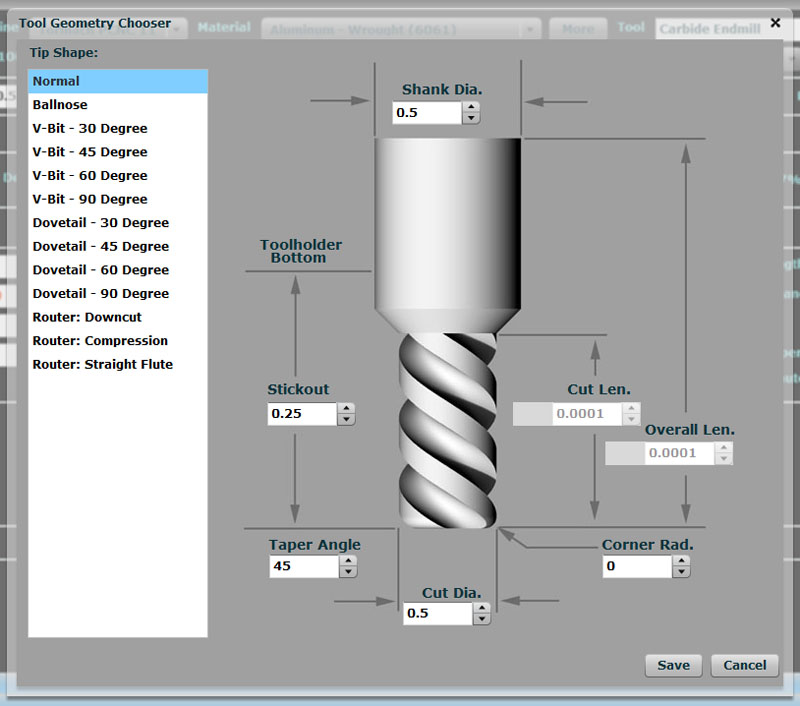 Tool Geometry Chooser
Material
Aluminum - Wrought (6061)
More
Tool
Carbide Endmill
Tip Shape:
Normal
Ballnose
V-Bit - 30 Degree
V-Bit - 45 Degree
V-Bit - 60 Degree
V-Bit - 90 Degree
Dovetail - 30 Degree
Dovetail - 45 Degree
Dovetail - 60 Degree
Dovetail - 90 Degree
Router: Downcut
Router: Compression
Router: Straight Flute
Shank Dia.
0.5
Toolholder
Bottom
Stickout
0.25
Cut Len.
0.0001
Overall Len.
0.0001
Taper Angle
45
Corner Rad.
0
Cut Dia.
0.5
Save
Cancel